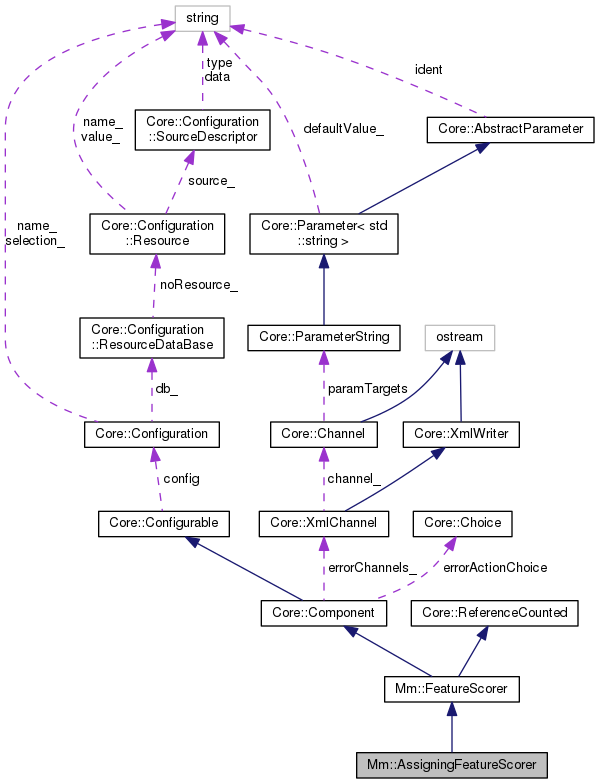 string
type
data
ident
Core::Configuration
::SourceDescriptor
name_
value_
defaultValue_
Core::AbstractParameter
source_
name_
selection_
Core::Configuration
::Resource
Core::Parameter< std
::string >
noResource_
Core::Configuration
::ResourceDataBase
Core::ParameterString
ostream
db_
paramTargets
Core::Configuration
Core::Channel
Core::XmlWriter
config
channel_
Core::Configurable
Core::XmlChannel
Core::Choice
errorChannels_
errorActionChoice
Core::Component
Core::ReferenceCounted
Mm::FeatureScorer
Mm::AssigningFeatureScorer